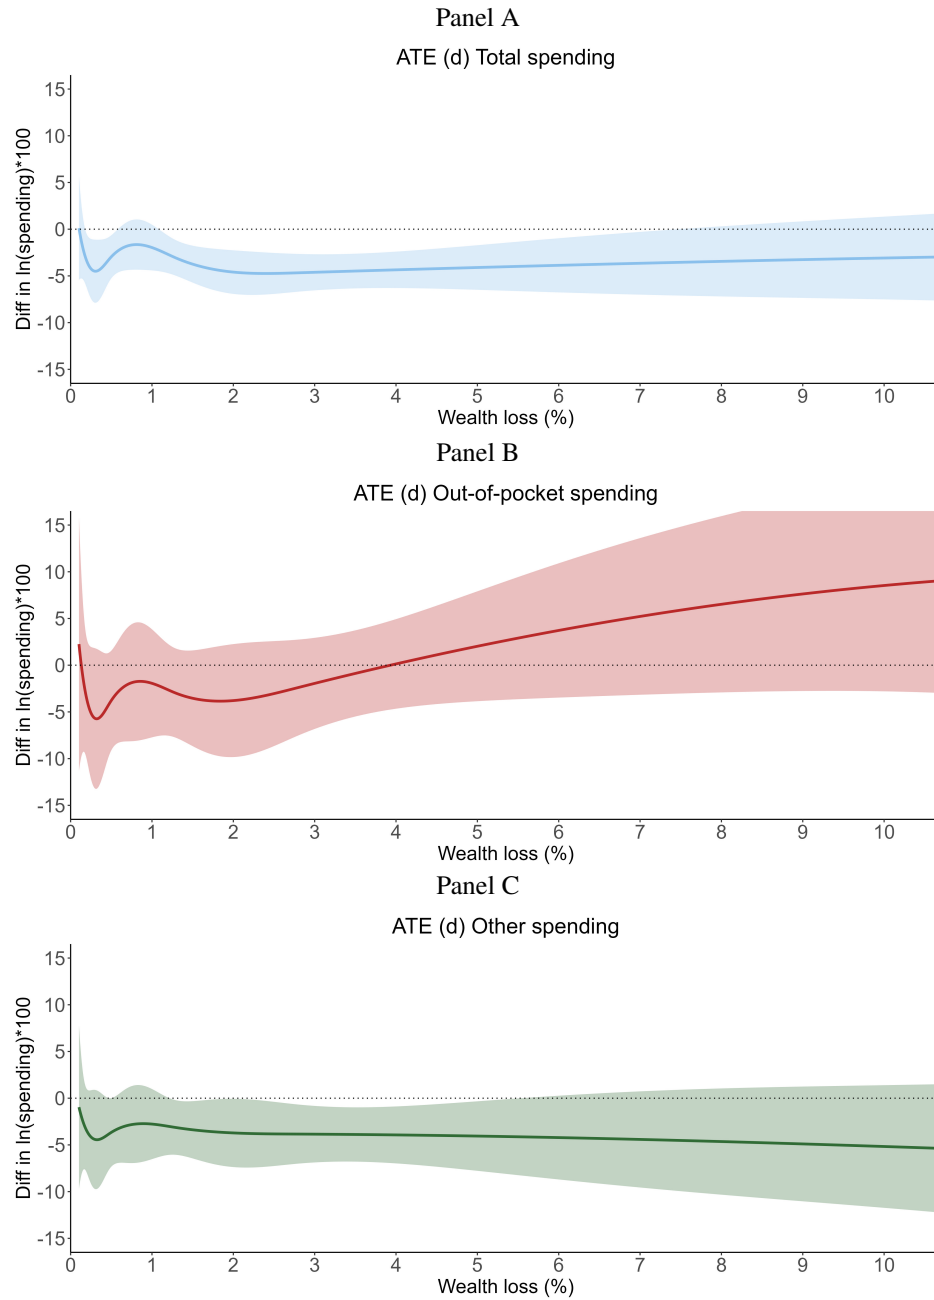 Panel A
ATE (d) Total spending
Diff in ln(spending)*100
15
10
5
0
-5
-10
-15
0 1 2 3 4 5 6 7 8 9 10
Wealth loss (%)
Panel B
ATE (d) Out-of-pocket spending
Diff in ln(spending)*100
15
10
5
0
-5
-10
-15
0 1 2 3 4 5 6 7 8 9 10
Wealth loss (%)
Panel C
ATE (d) Other spending
Diff in ln(spending)*100
15
10
5
0
-5
-10
-15
0 1 2 3 4 5 6 7 8 9 10
Wealth loss (%)